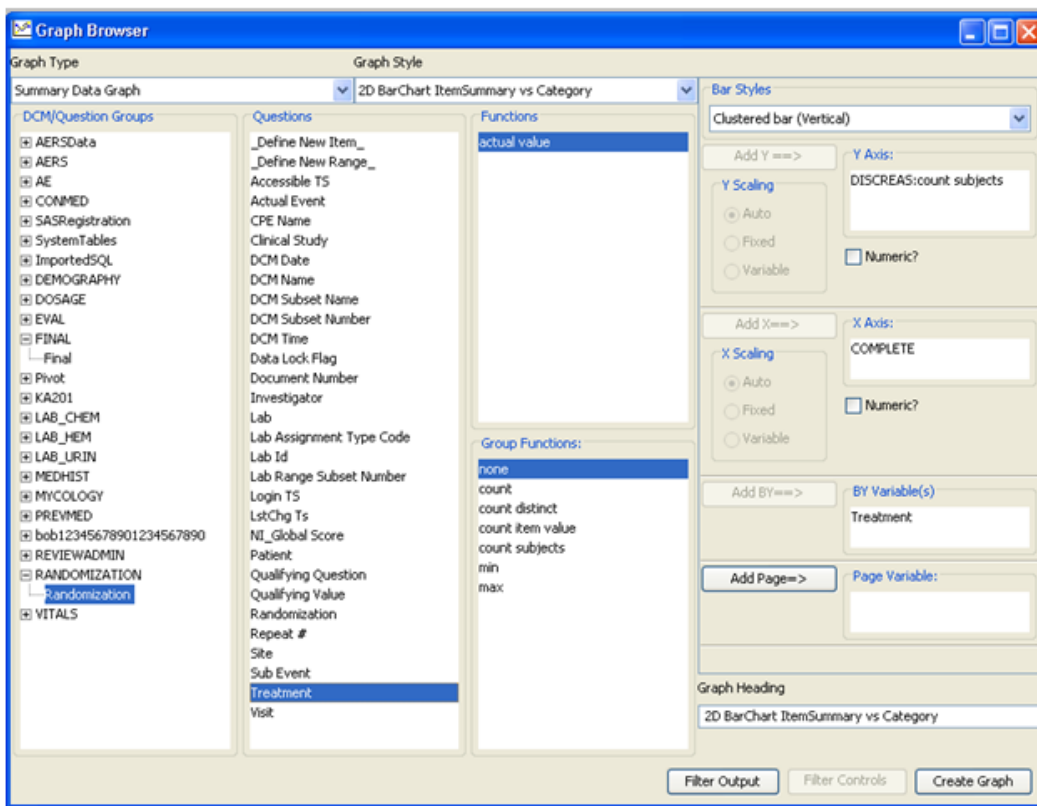 Graph Browser
Graph Type
Graph Style
Summary Data Graph
2D BarChart ItemSummary vs Category
DCM/Question Groups
AERSData
AERS
AE
CONMED
SASRegistration
SystemTables
ImportedSQL
DEMOGRAPHY
DOSAGE
EVAL
FINAL
Final
Pivot
KA201
LAB_CHEM
LAB_HEM
LAB_URIN
MEDHIST
MYCOLOGY
PREVMED
bob12345678901234567890
REVIEWADMIN
RANDOMIZATION
Randomization
VITALS
Questions
_Define New Item_
_Define New Range_
Accessible TS
Actual Event
CPE Name
Clinical Study
DCM Date
DCM Name
DCM Subset Name
DCM Subset Number
DCM Time
Data Lock Flag
Document Number
Investigator
Lab
Lab Assignment Type Code
Lab Id
Lab Range Subset Number
Login TS
LstChg Ts
NI_Global Score
Patient
Qualifying Question
Qualifying Value
Randomization
Repeat #
Site
Sub Event
Treatment
Visit
Functions
actual value
Group Functions:
none
count
count distinct
count item value
count subjects
min
max
Bar Styles
Clustered bar (Vertical)
Add Y ==>
Y Scaling
Auto
Fixed
Variable
Y Axis:
DISCREAS:count subjects
Numeric?
Add X==>
X Scaling
Auto
Fixed
Variable
X Axis:
COMPLETE
Numeric?
Add BY==>
BY Variable(s)
Treatment
Add Page=>
Page Variable:
Graph Heading
2D BarChart ItemSummary vs Category
Filter Output
Filter Controls
Create Graph